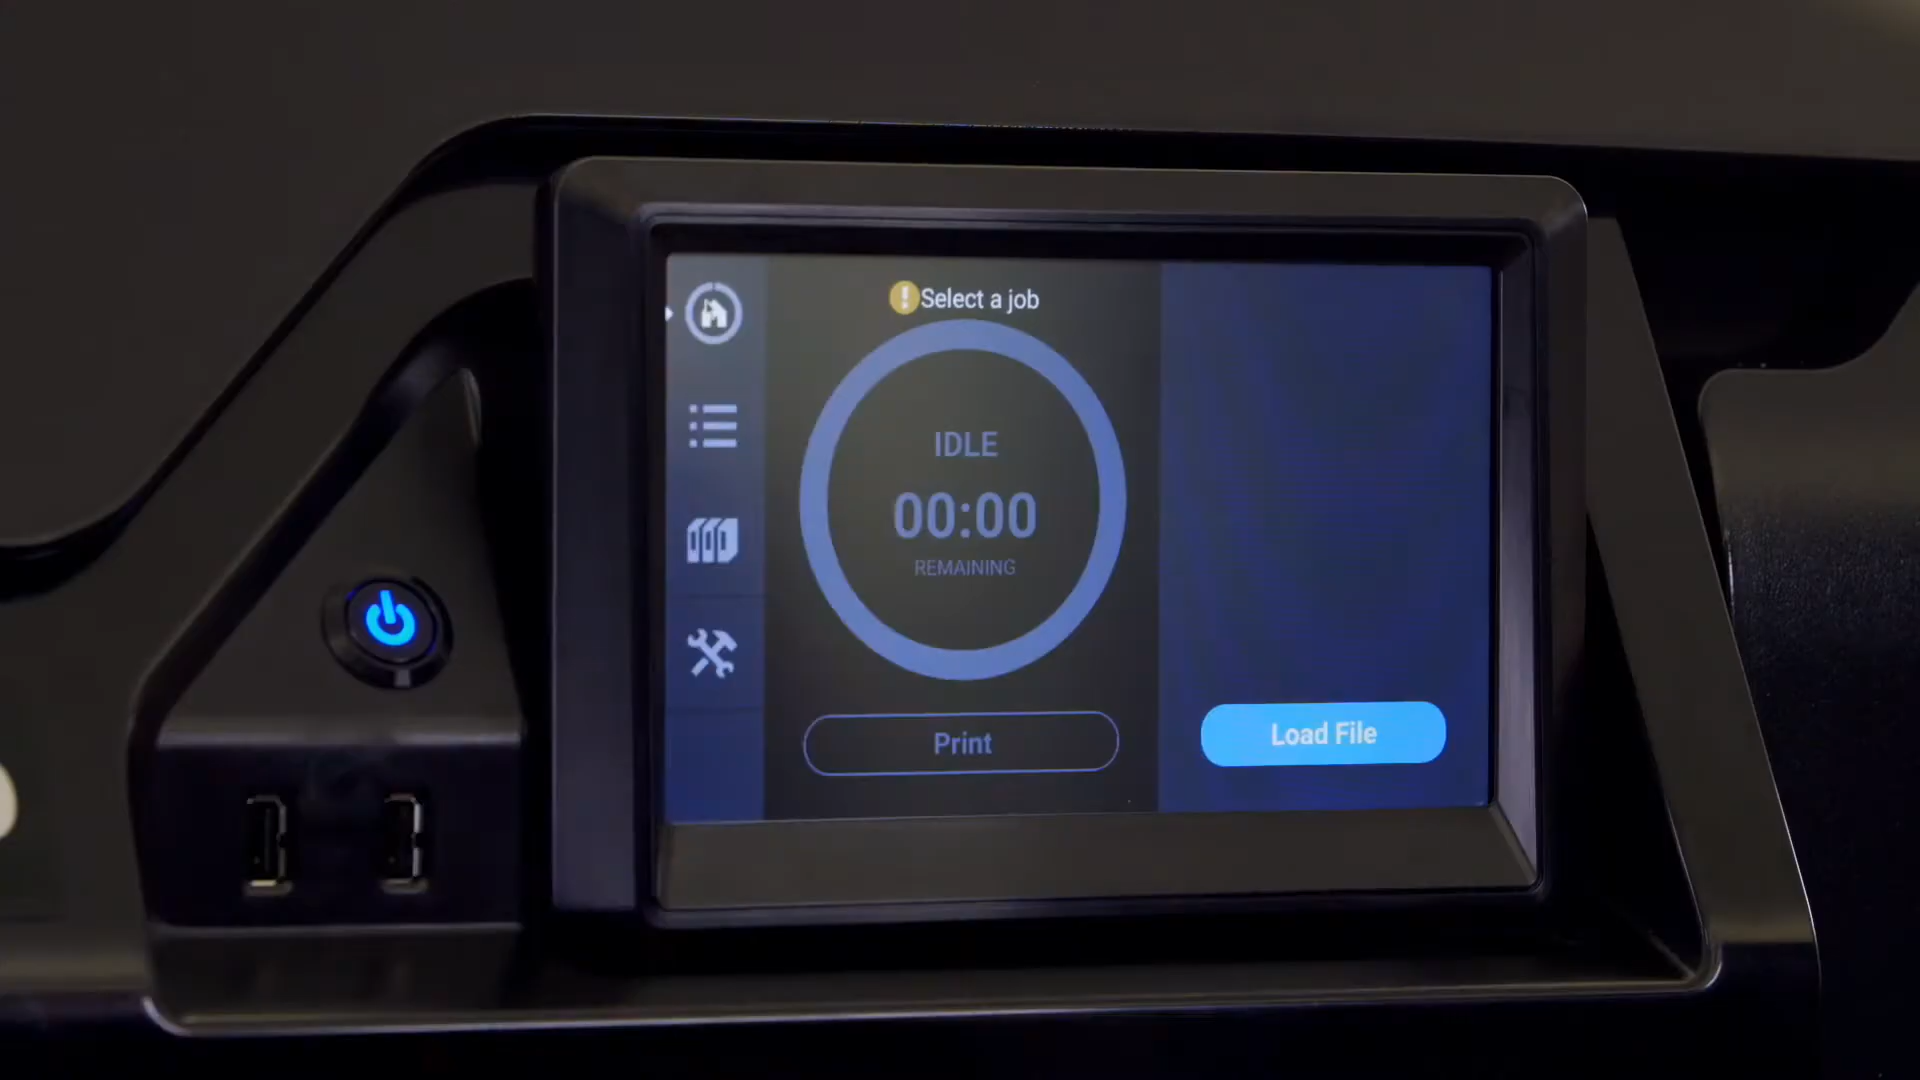 Select a job
IDLE
00:00
REMAINING
Print
Load File